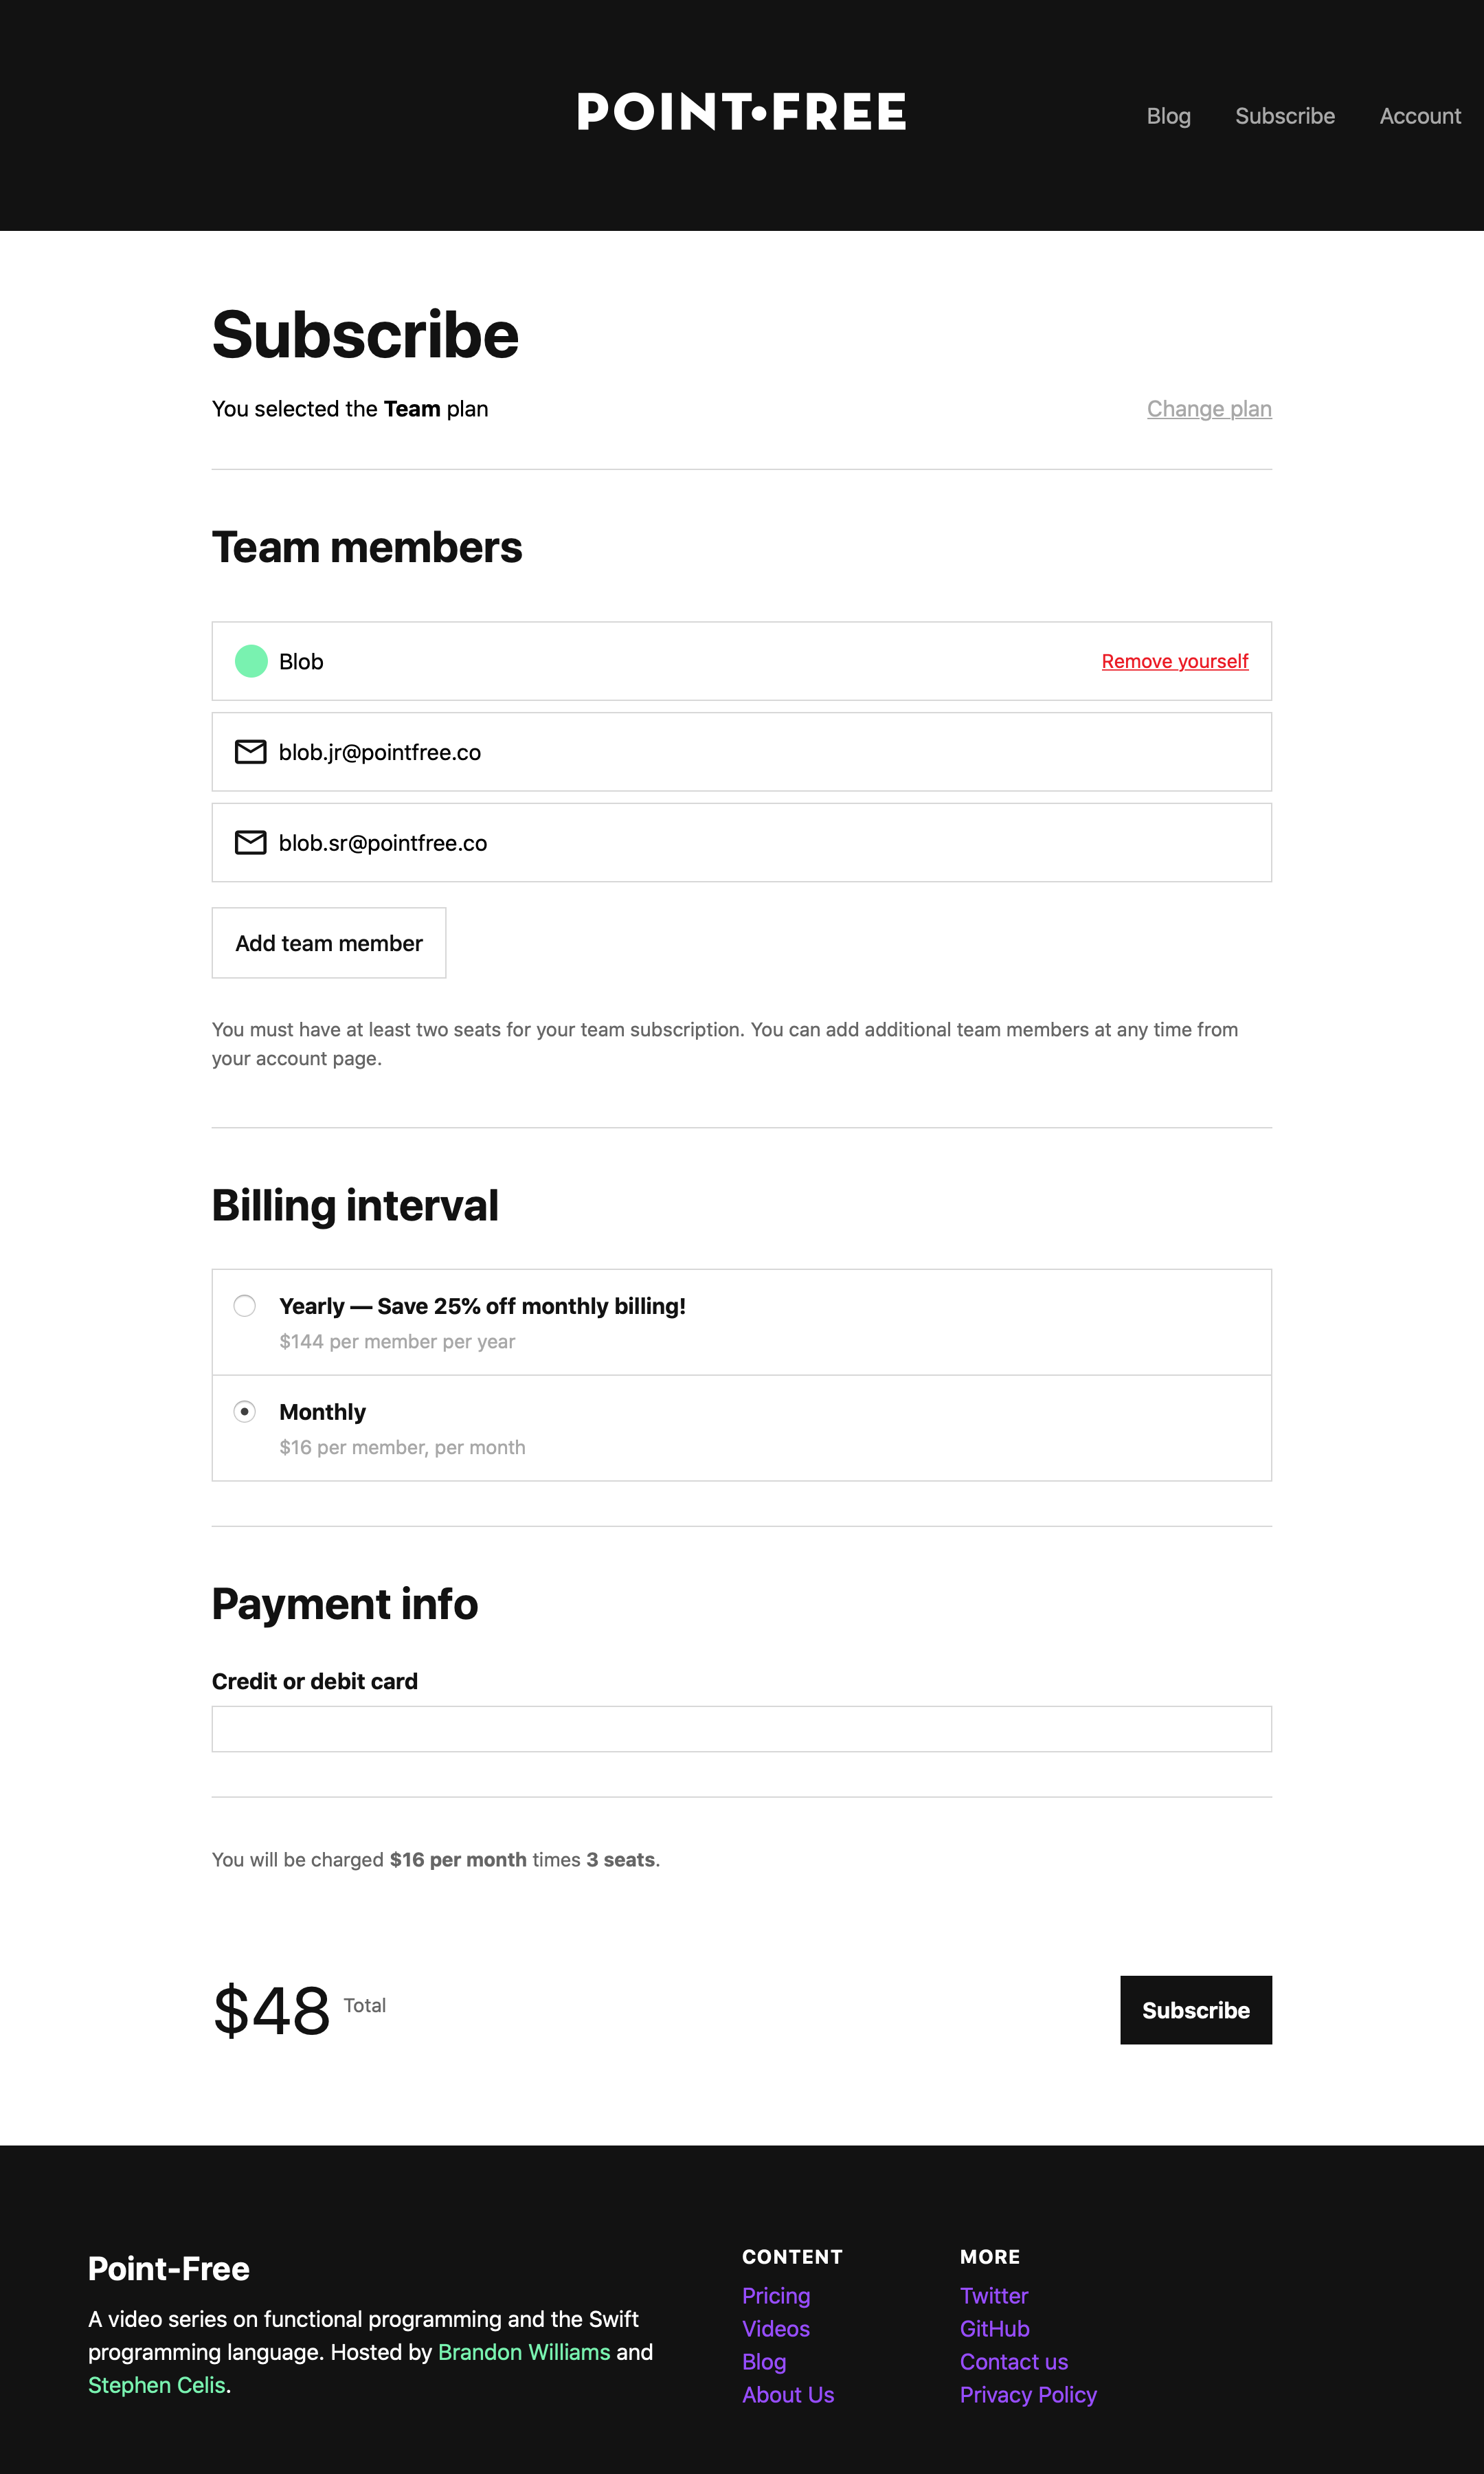 POINT•FREE
Blog
Subscribe
Account
Subscribe
You selected the Team plan
Change plan
Team members
Blob
Remove yourself
blob.jr@pointfree.co
blob.sr@pointfree.co
Add team member
You must have at least two seats for your team subscription. You can add additional team members at any time from
your account page.
Billing interval
Yearly — Save 25% off monthly billing!
$144 per member per year
Monthly
$16 per member, per month
Payment info
Credit or debit card
You will be charged $16 per month times 3 seats.
$48 Total
Subscribe
Point-Free
A video series on functional programming and the Swift
programming language. Hosted by Brandon Williams and
Stephen Celis.
CONTENT
Pricing
Videos
Blog
About Us
MORE
Twitter
GitHub
Contact us
Privacy Policy